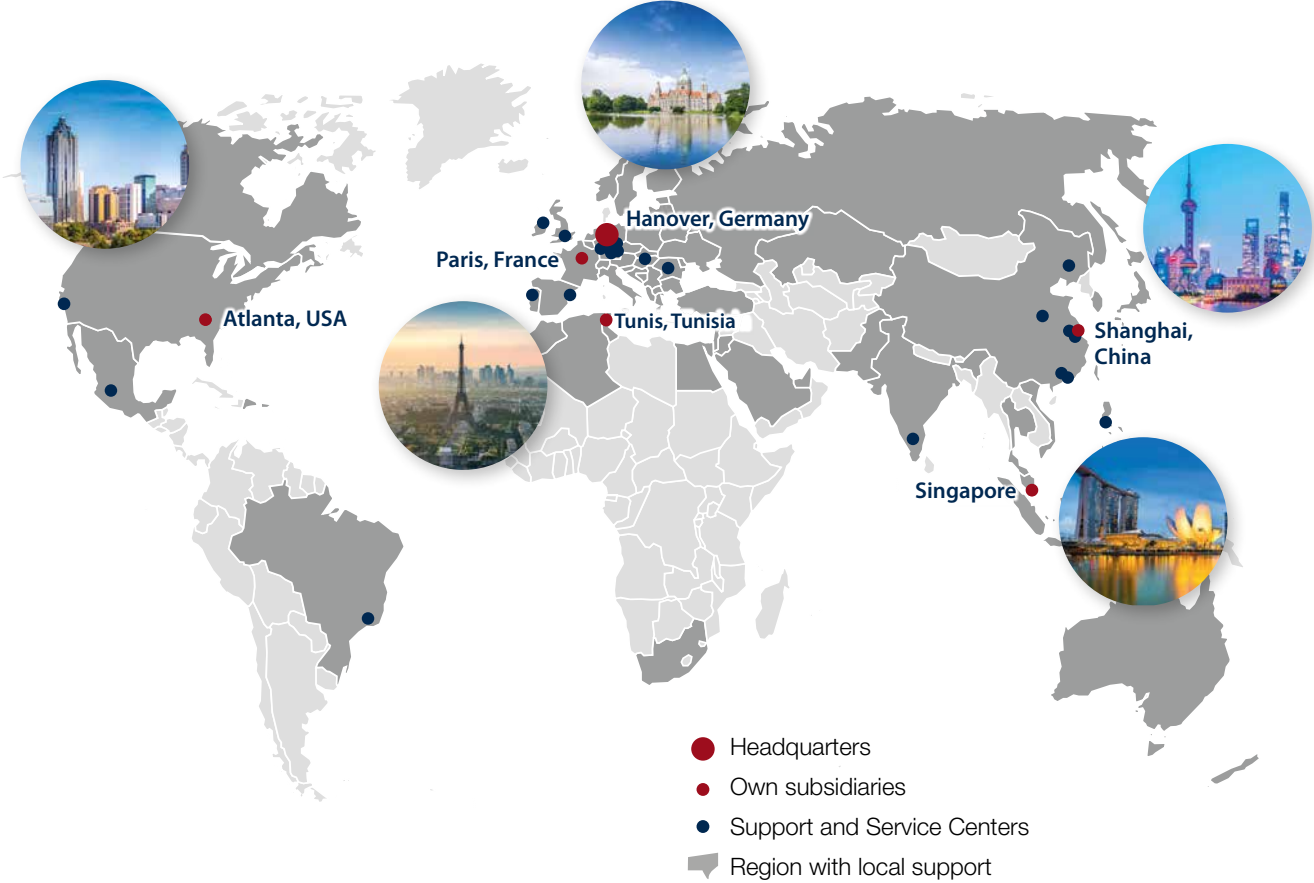 Hanover, Germany
Paris, France
Atlanta, USA
Tunis, Tunisia
Shanghai,
China
Singapore
Headquarters
Own subsidiaries
Support and Service Centers
Region with local support